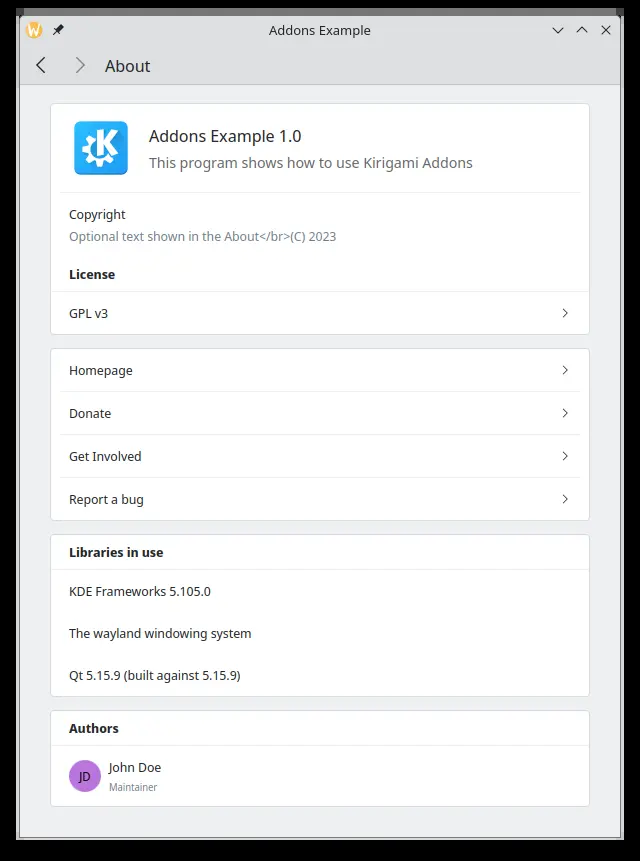 Addons Example
About
Addons Example 1.0
This program shows how to use Kirigami Addons
Copyright
Optional text shown in the About</br>(C) 2023
License
GPL v3
Homepage
Donate
Get Involved
Report a bug
Libraries in use
KDE Frameworks 5.105.0
The wayland windowing system
Qt 5.15.9 (built against 5.15.9)
Authors
JD
John Doe
Maintainer